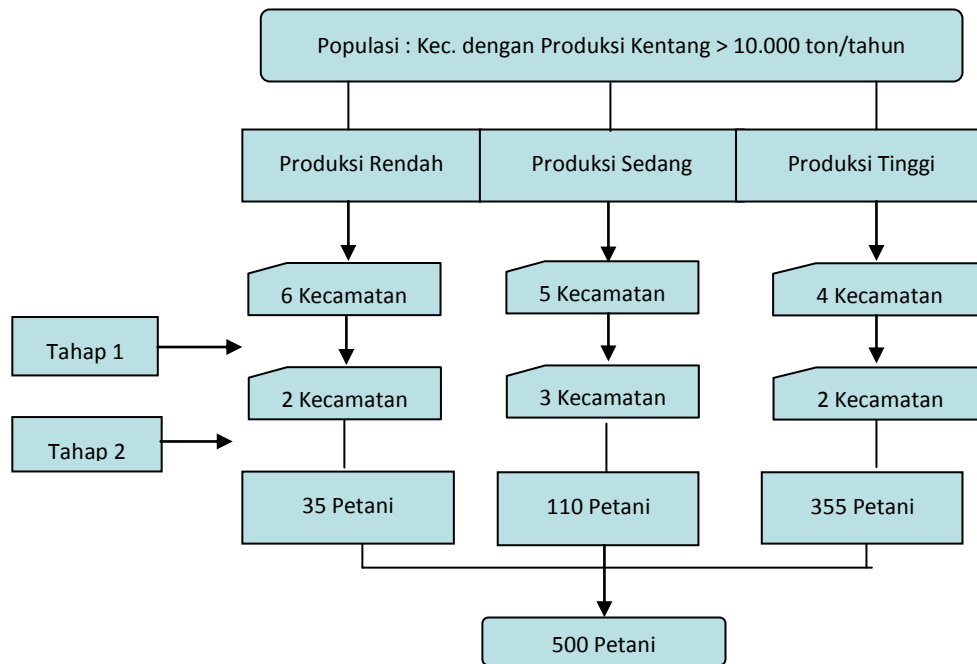 Populasi : Kec. dengan Produksi Kentang > 10.000 ton/tahun
Produksi Rendah
Produksi Sedang
Produksi Tinggi
6 Kecamatan
5 Kecamatan
4 Kecamatan
Tahap 1
2 Kecamatan
3 Kecamatan
2 Kecamatan
Tahap 2
35 Petani
110 Petani
355 Petani
500 Petani